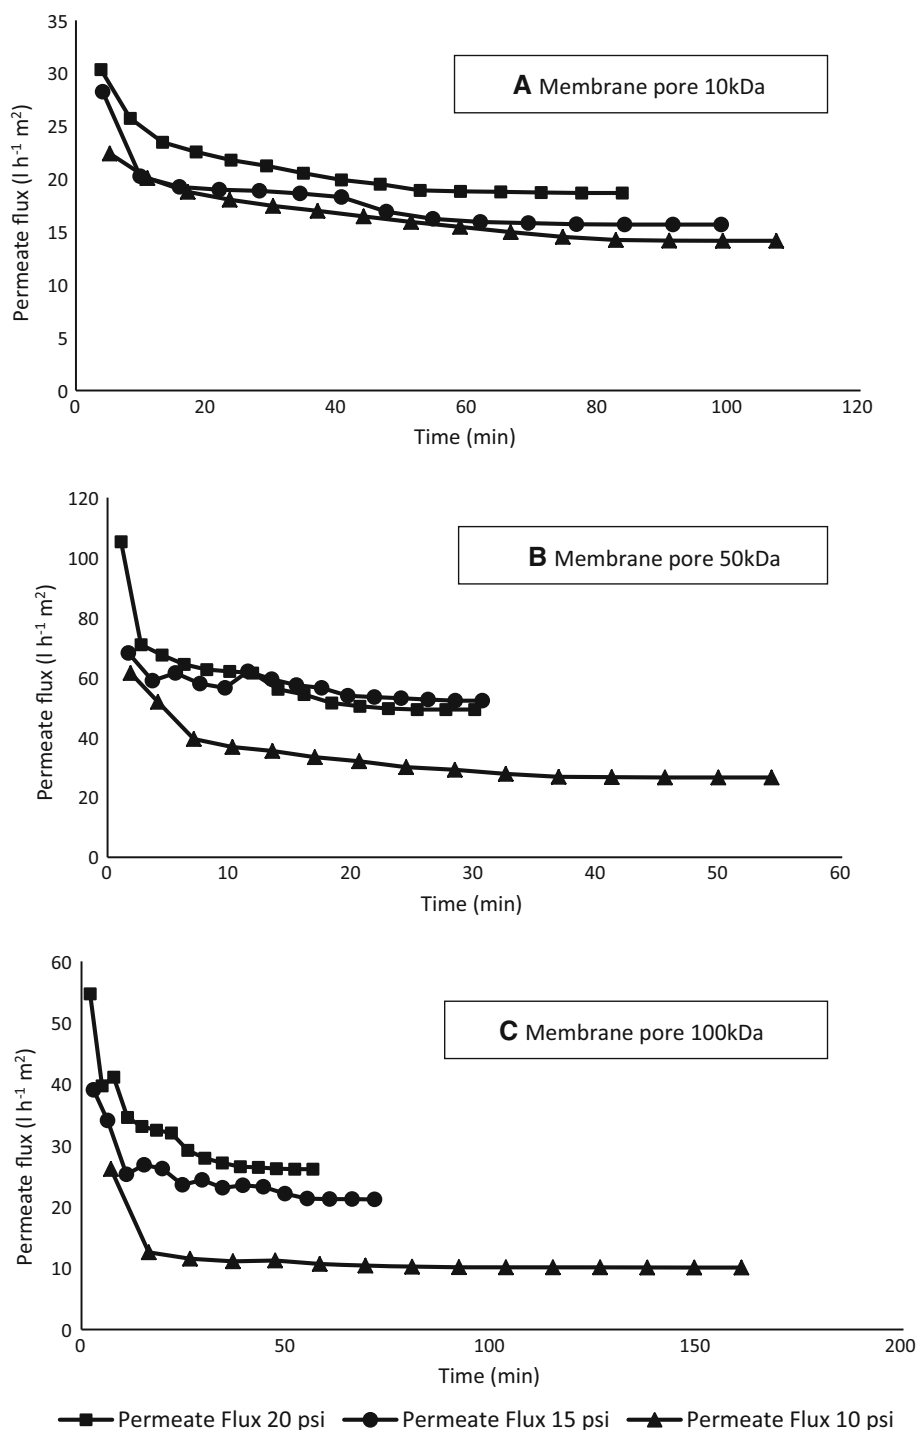 35
30
25
20
15
10
5
0
Permeate flux (l h⁻¹ m²)
A Membrane pore 10kDa
0 20 40 60 80 100 120
Time (min)
120
100
80
60
40
20
0
Permeate flux (l h⁻¹ m²)
B Membrane pore 50kDa
0 10 20 30 40 50 60
Time (min)
60
50
40
30
20
10
0
Permeate flux (l h⁻¹ m²)
C Membrane pore 100kDa
0 50 100 150 200
Time (min)
Permeate Flux 20 psi Permeate Flux 15 psi Permeate Flux 10 psi